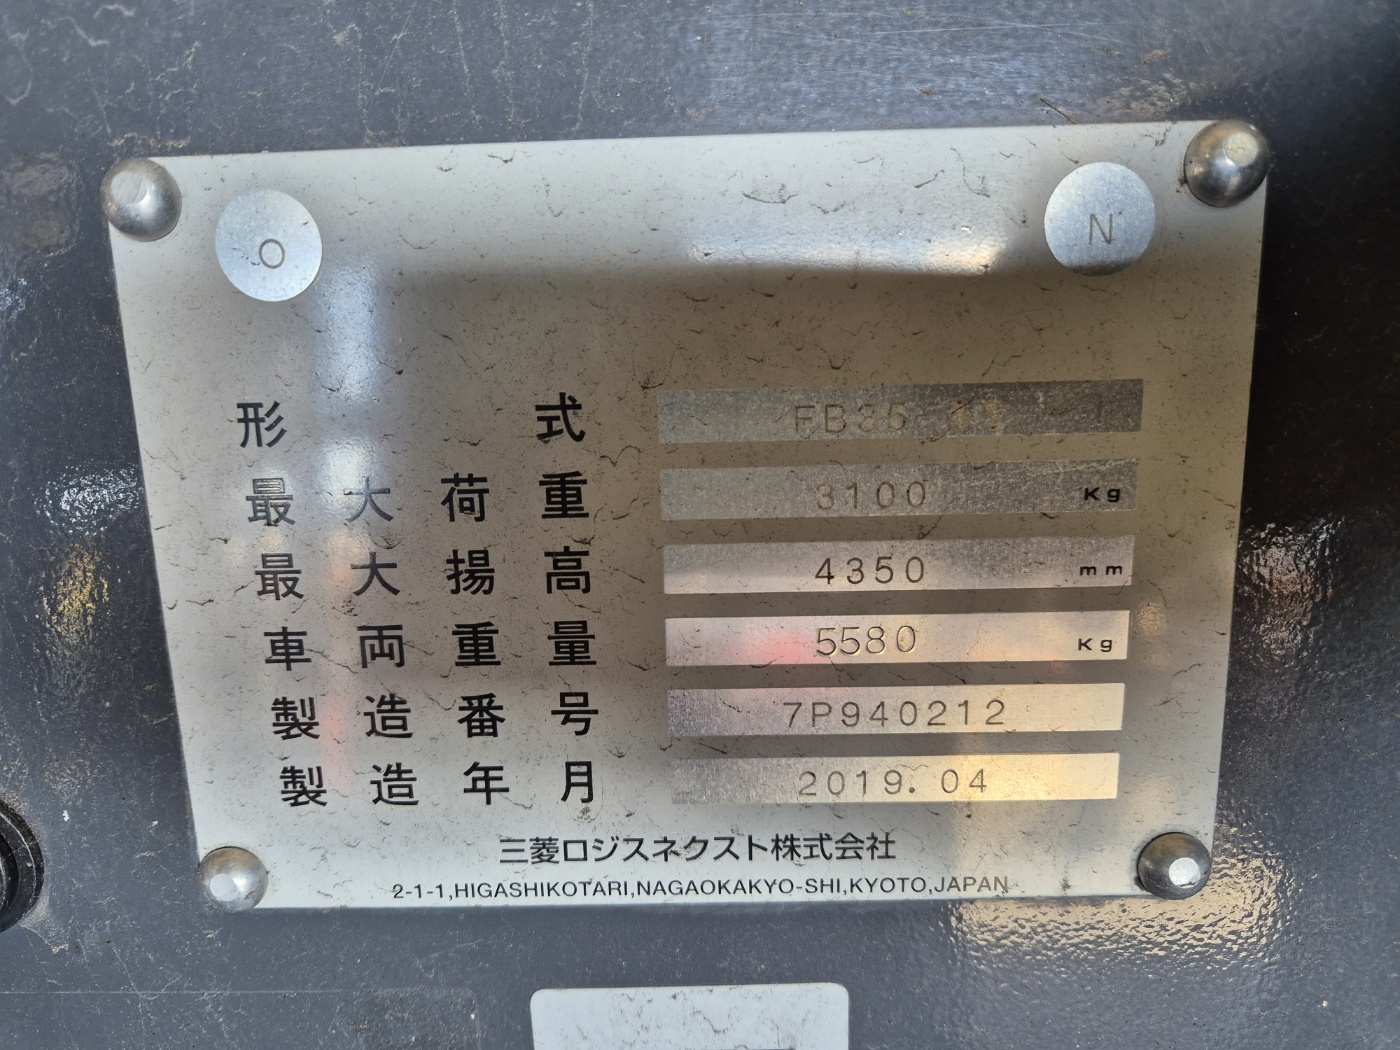 O N
形式 FB35
最大荷重 3100 Kg
最大揚高 4350 mm
車両重量 5580 Kg
製造番号 7P940212
製造年月 2019.04
三菱ロジスネクスト株式会社
2-1-1,HIGASHIKOTARI,NAGAOKAKYO-SHI,KYOTO,JAPAN